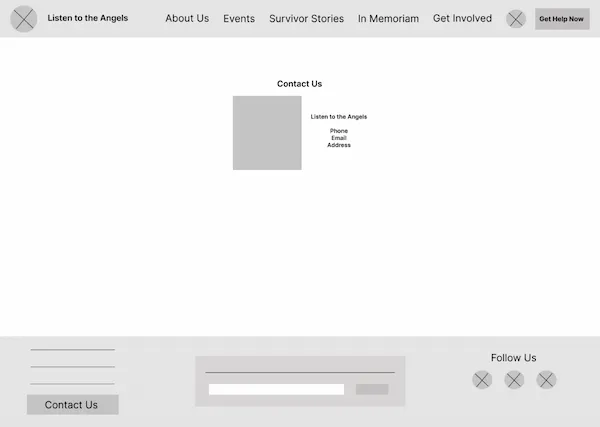 Listen to the Angels
About Us
Events
Survivor Stories
In Memoriam
Get Involved
Get Help Now
Contact Us
Listen to the Angels
Phone
Email
Address
Contact Us
Follow Us